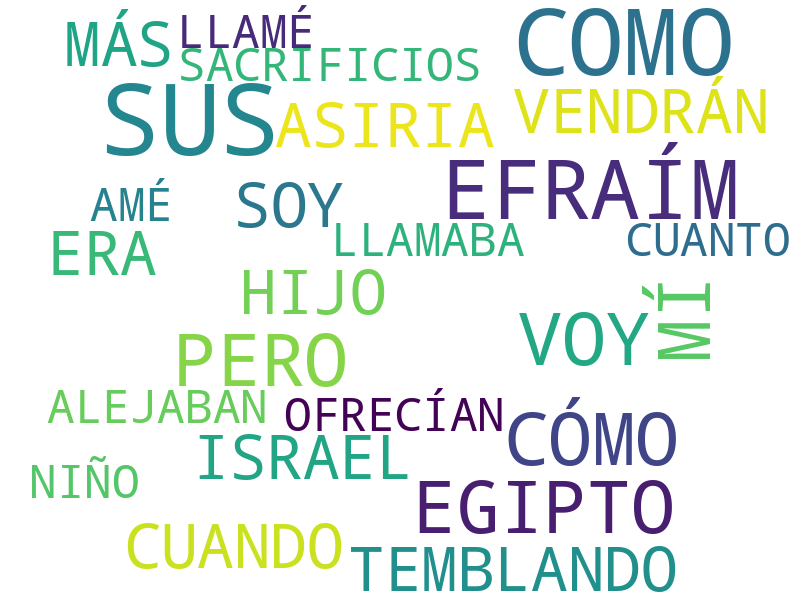 MÁS
LLAMÉ
COMO
SACRIFICIOS
SUS
ASIRIA
VENDRÁN
EFRAÍM
AMÉ
SOY
ERA
LLAMABA
CUANTO
HIJO
MÍ
VOY
PERO
ALEJABAN
OFRECÍAN
CÓMO
ISRAEL
NIÑO
EGIPTO
CUANDO
TEMBLANDO